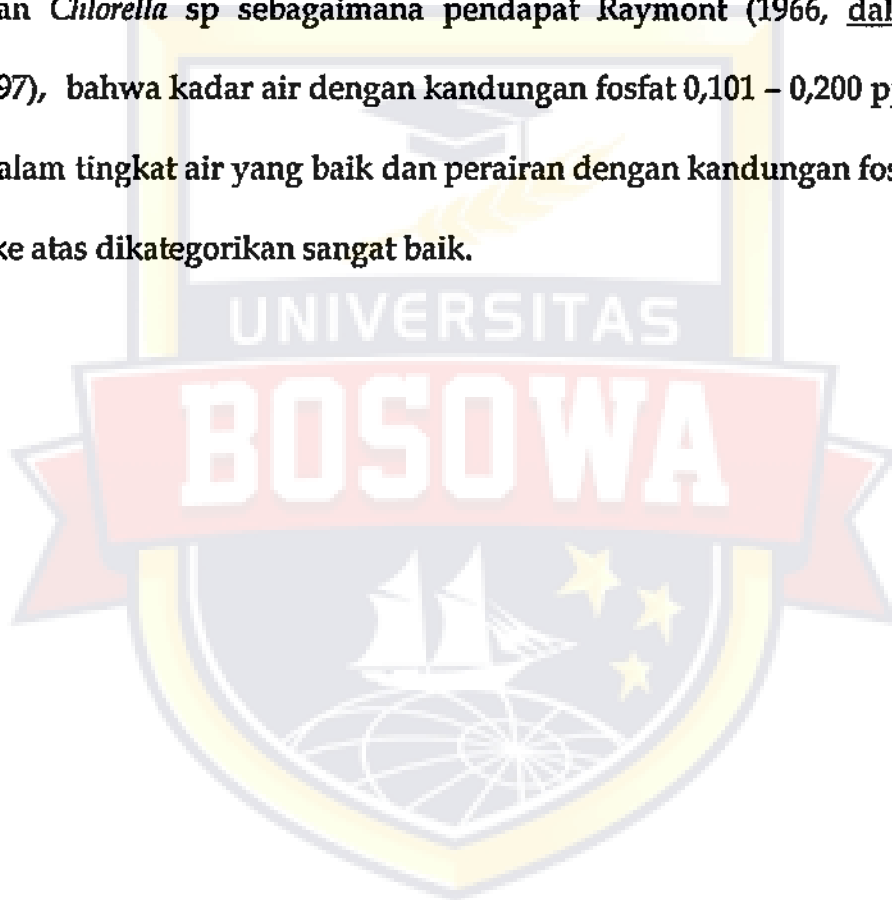 an Chlorella sp sebagaimana pendapat Raymont (1966, dal
97), bahwa kadar air dengan kandungan fosfat 0,101 – 0,200 p
alam tingkat air yang baik dan perairan dengan kandungan fos
ke atas dikategorikan sangat baik.
UNIVERSITAS
BOSOWA